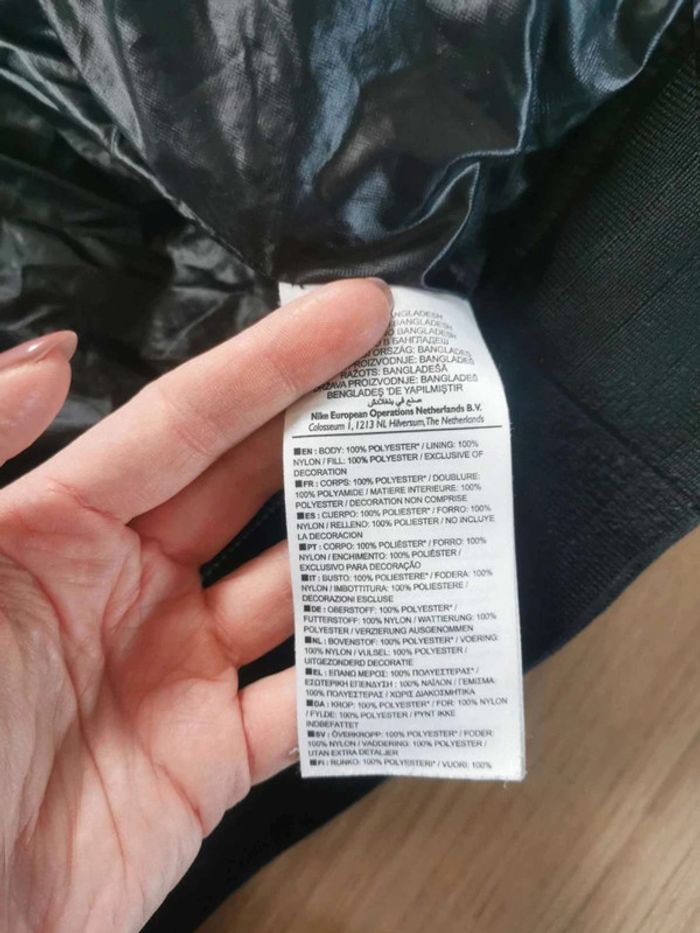 BANGLADESH
BANGLADESH
В БАНГЛАДЕШ
ORSZÁG: BANGLADES
PROIZVODNJE: BANGLADEŠ
RAŽOTS: BANGLADEŠĀ
PROIZVODNJE: BANGLADEŠ
BENGLADEŞ 'DE YAPILMIŞTIR
صنع في بنغلادش
Nike European Operations Netherlands B.V.
Colosseum 1, 1213 NL Hilversum, The Netherlands
EN : BODY: 100% POLYESTER* / LINING: 100%
NYLON / FILL: 100% POLYESTER / EXCLUSIVE OF
DECORATION
FR : CORPS: 100% POLYESTER* / DOUBLURE:
100% POLYAMIDE / MATIERE INTERIEURE: 100%
POLYESTER / DECORATION NON COMPRISE
ES : CUERPO: 100% POLIESTER* / FORRO: 100%
NYLON / RELLENO: 100% POLIESTER / NO INCLUYE
LA DECORACION
PT : CORPO: 100% POLIÉSTER* / FORRO: 100%
NYLON / ENCHIMENTO: 100% POLIÉSTER /
EXCLUSIVO PARA DECORAÇÃO
IT : BUSTO: 100% POLIESTERE* / FODERA: 100%
NYLON / IMBOTTITURA: 100% POLIESTERE /
DECORAZIONI ESCLUSE
DE : OBERSTOFF: 100% POLYESTER* /
FUTTERSTOFF: 100% NYLON / WATTIERUNG: 100%
POLYESTER / VERZIERUNG AUSGENOMMEN
NL : BOVENSTOF: 100% POLYESTER* / VOERING:
100% NYLON / VULSEL: 100% POLYESTER /
UITGEZONDERD DECORATIE
EL : ΕΠΑΝΩ ΜΕΡΟΣ: 100% ΠΟΛΥΕΣΤΕΡΑΣ* /
ΕΣΩΤΕΡΙΚΗ ΕΠΕΝΔΥΣΗ : 100% ΝΑΪΛΟΝ / ΓΕΜΙΣΜΑ:
100% ΠΟΛΥΕΣΤΕΡΑΣ / ΧΩΡΙΣ ΔΙΑΚΟΣΜΗΤΙΚΑ
DA : KROP: 100% POLYESTER* / FOR: 100% NYLON
/ FYLDE: 100% POLYESTER / PYNT IKKE
INDBEFATTET
SV : ÖVERKROPP: 100% POLYESTER* / FODER:
100% NYLON / VADDERING: 100% POLYESTER /
UTAN EXTRA DETALJER
FI : RUNKO: 100% POLYESTERI* / VUORI: 100%